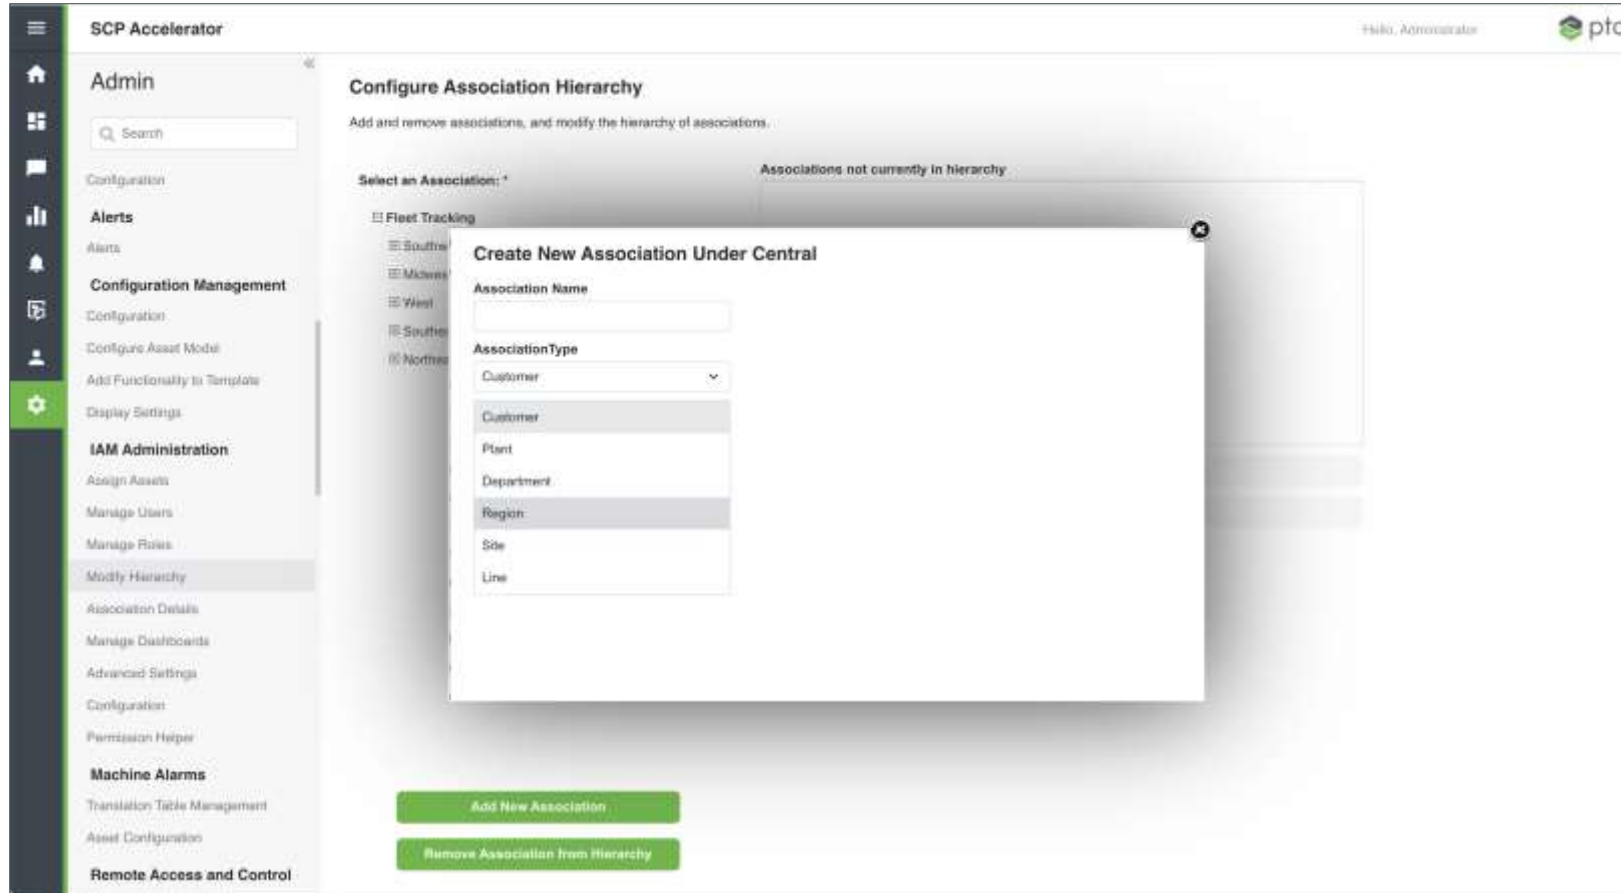 SCP Accelerator
Hello, Administrator
ptc
Admin
Search
Configuration
Alerts
Alerts
Configuration Management
Configuration
Configure Asset Model
Add Functionality to Template
Display Settings
IAM Administration
Assign Assets
Manage Users
Manage Roles
Modify Hierarchy
Association Details
Manage Dashboards
Advanced Settings
Configuration
Permission Helper
Machine Alarms
Translation Table Management
Asset Configuration
Remote Access and Control
Configure Association Hierarchy
Add and remove associations, and modify the hierarchy of associations.
Select an Association: *
Fleet Tracking
Southw
Midwes
West
Southe
Northea
Associations not currently in hierarchy
Create New Association Under Central
Association Name
AssociationType
Customer
Customer
Plant
Department
Region
Site
Line
Add New Association
Remove Association from Hierarchy